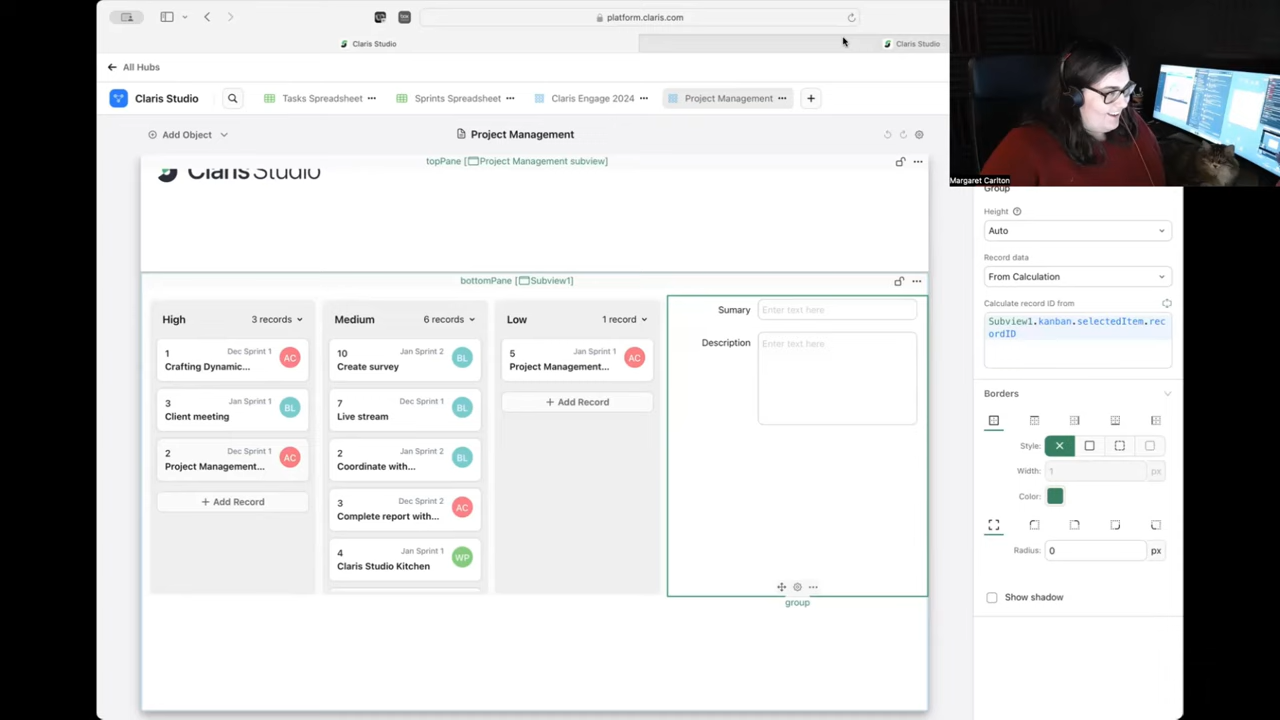 platform.claris.com
Claris Studio
Claris Studio
All Hubs
Claris Studio
Tasks Spreadsheet
Sprints Spreadsheet
Claris Engage 2024
Project Management
Add Object
Project Management
topPane [Project Management subview]
Claris Studio
bottomPane [Subview1]
High
3 records
1
Dec Sprint 1
Crafting Dynamic...
AC
3
Jan Sprint 1
Client meeting
BL
2
Jan Sprint 1
Project Management...
AC
+ Add Record
Medium
6 records
10
Jan Sprint 2
Create survey
BL
7
Dec Sprint 1
Live stream
BL
2
Dec Sprint 1
Coordinate with...
BL
3
Dec Sprint 2
Complete report with...
AC
4
Jan Sprint 1
Claris Studio Kitchen
WP
Low
1 record
5
Jan Sprint 1
Project Management...
AC
+ Add Record
Sumary
Enter text here
Description
Enter text here
group
Margaret Carlton
Group
Height
Auto
Record data
From Calculation
Calculate record ID from
Subview1.kanban.selectedItem.rec
ordID
Borders
Style:
Width:
1
px
Color:
Radius:
0
px
Show shadow